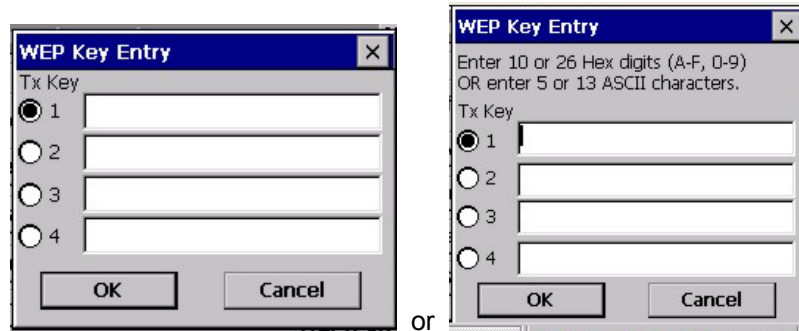 WEP Key Entry
Tx Key
1
2
3
4
OK Cancel
or
WEP Key Entry
Enter 10 or 26 Hex digits (A-F, 0-9)
OR enter 5 or 13 ASCII characters.
Tx Key
1
2
3
4
OK Cancel